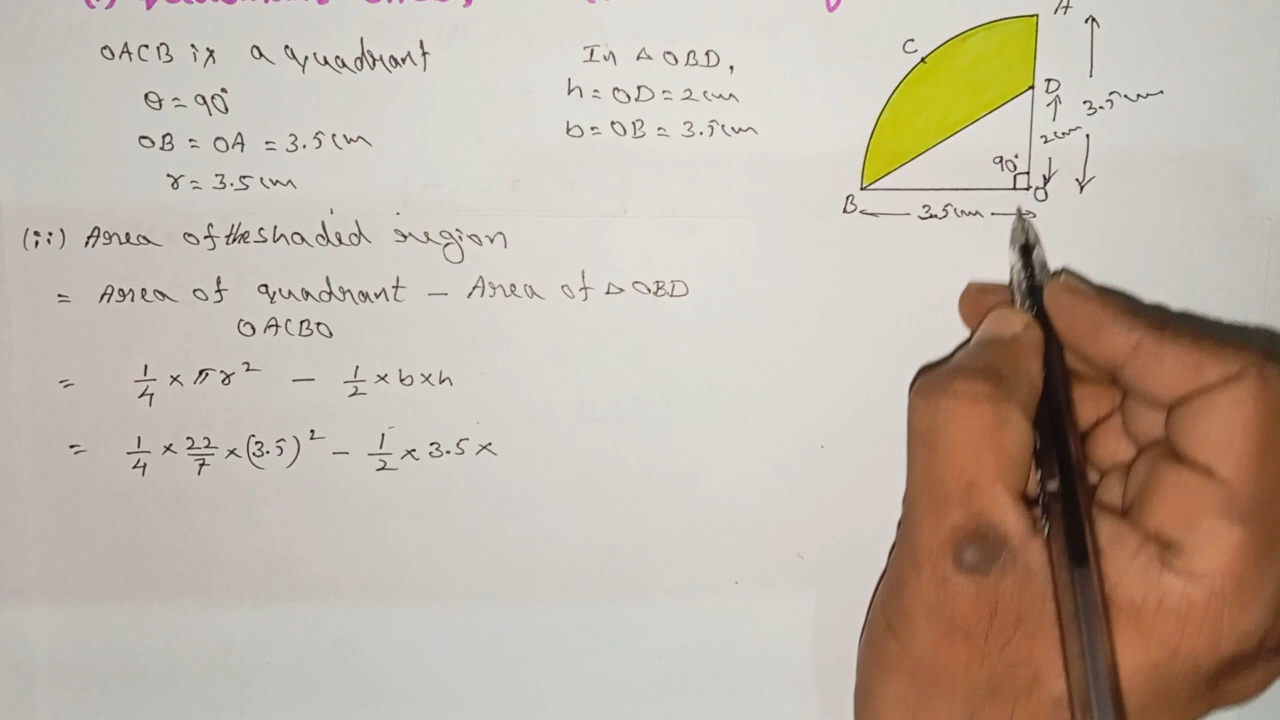 OACB is a quadrant
θ = 90°
OB = OA = 3.5 cm
r = 3.5 cm
In △ OBD,
h = OD = 2 cm
b = OB = 3.5 cm
A
C
D
3.5 cm
2 cm
90°
O
B
3.5 cm
(ii) Area of the shaded region
= Area of quadrant – Area of △ OBD
OACBO
= 1/4 × πr² – 1/2 × b × h
= 1/4 × 22/7 × (3.5)² – 1/2 × 3.5 ×